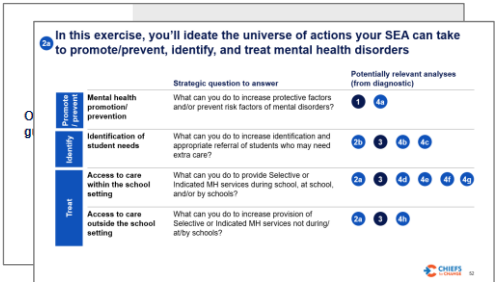 2a
In this exercise, you'll ideate the universe of actions your SEA can take
to promote/prevent, identify, and treat mental health disorders
Strategic question to answer
Potentially relevant analyses
(from diagnostic)
Promote
/ prevent
Mental health
promotion/
prevention
What can you do to increase protective factors
and/or prevent risk factors of mental disorders?
1 4a
Identify
Identification of
student needs
What can you do to increase identification and
appropriate referral of students who may need
extra care?
2b 3 4b 4c
Treat
Access to care
within the school
setting
What can you do to provide Selective or
Indicated MH services during school, at school,
and/or by schools?
2a 3 4d 4e 4f 4g
Access to care
outside the school
setting
What can you do to increase provision of
Selective or Indicated MH services not during/
at/by schools?
2a 3 4h
CHIEFS
for CHANGE